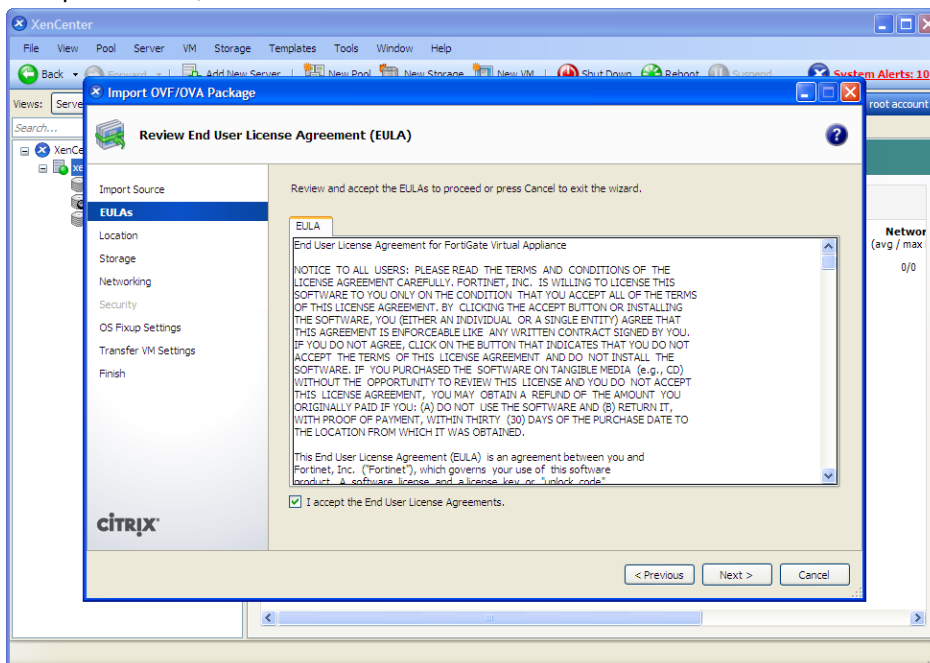 XenCenter
File View Pool Server VM Storage Templates Tools Window Help
Back Forward Add New Server New Pool New Storage New VM Shut Down Reboot Suspend System Alerts: 10
Import OVF/OVA Package
Views: Serve
root account
Search...
Review End User License Agreement (EULA)
XenCe
xe
Import Source
EULAs
Location
Storage
Networking
Security
OS Fixup Settings
Transfer VM Settings
Finish
Review and accept the EULAs to proceed or press Cancel to exit the wizard.
EULA
End User License Agreement for FortiGate Virtual Appliance
NOTICE TO ALL USERS: PLEASE READ THE TERMS AND CONDITIONS OF THE
LICENSE AGREEMENT CAREFULLY. FORTINET, INC. IS WILLING TO LICENSE THIS
SOFTWARE TO YOU ONLY ON THE CONDITION THAT YOU ACCEPT ALL OF THE TERMS
OF THIS LICENSE AGREEMENT. BY CLICKING THE ACCEPT BUTTON OR INSTALLING
THE SOFTWARE, YOU (EITHER AN INDIVIDUAL OR A SINGLE ENTITY) AGREE THAT
THIS AGREEMENT IS ENFORCEABLE LIKE ANY WRITTEN CONTRACT SIGNED BY YOU.
IF YOU DO NOT AGREE, CLICK ON THE BUTTON THAT INDICATES THAT YOU DO NOT
ACCEPT THE TERMS OF THIS LICENSE AGREEMENT AND DO NOT INSTALL THE
SOFTWARE. IF YOU PURCHASED THE SOFTWARE ON TANGIBLE MEDIA (e.g., CD)
WITHOUT THE OPPORTUNITY TO REVIEW THIS LICENSE AND YOU DO NOT ACCEPT
THIS LICENSE AGREEMENT, YOU MAY OBTAIN A REFUND OF THE AMOUNT YOU
ORIGINALLY PAID IF YOU: (A) DO NOT USE THE SOFTWARE AND (B) RETURN IT,
WITH PROOF OF PAYMENT, WITHIN THIRTY (30) DAYS OF THE PURCHASE DATE TO
THE LOCATION FROM WHICH IT WAS OBTAINED.
This End User License Agreement (EULA) is an agreement between you and
Fortinet, Inc. ("Fortinet"), which governs your use of this software
product. A software license and a license key or "unlock code"
I accept the End User License Agreements.
Networ
(avg / max
0/0
CITRIX
< Previous Next > Cancel